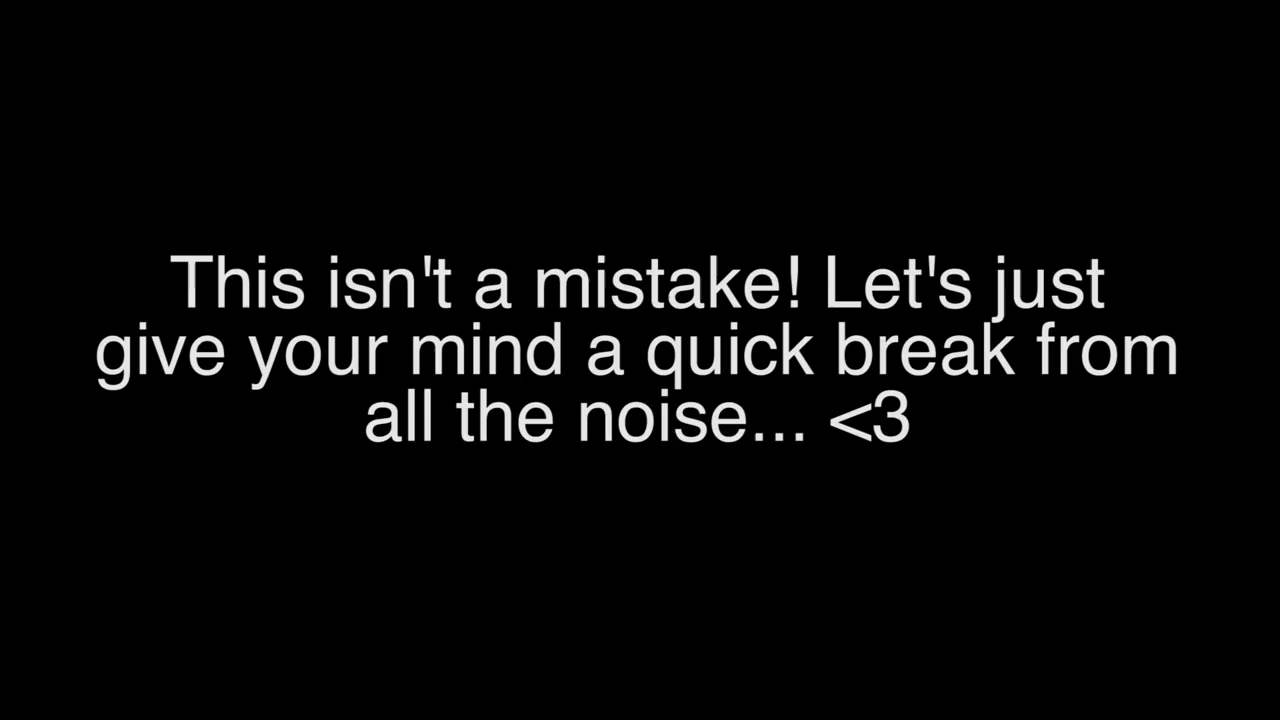 This isn't a mistake! Let's just
give your mind a quick break from
all the noise... <3